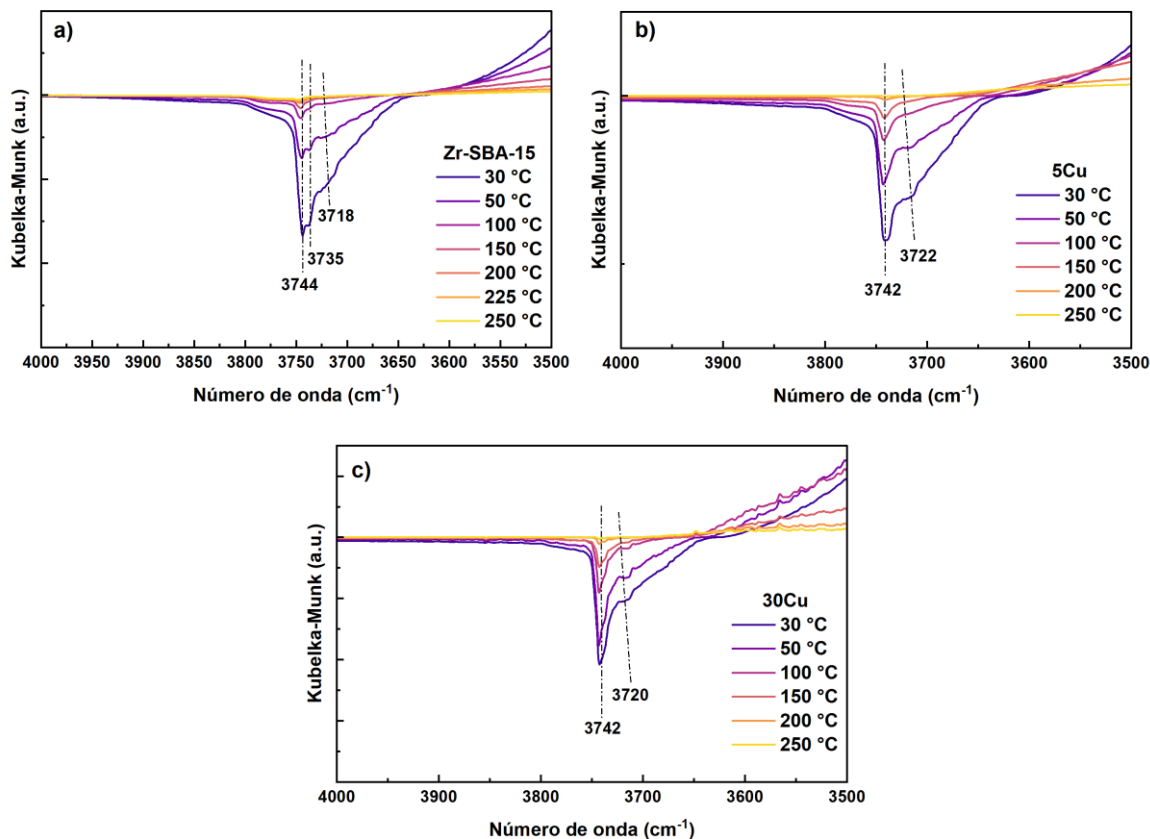 a)
Kubelka-Munk (a.u.)
Zr-SBA-15
30 °C
50 °C
100 °C
150 °C
200 °C
225 °C
250 °C
3718
3735
3744
4000 3950 3900 3850 3800 3750 3700 3650 3600 3550 3500
Número de onda (cm⁻¹)
b)
Kubelka-Munk (a.u.)
5Cu
30 °C
50 °C
100 °C
150 °C
200 °C
250 °C
3722
3742
4000 3900 3800 3700 3600 3500
Número de onda (cm⁻¹)
c)
Kubelka-Munk (a.u.)
30Cu
30 °C
50 °C
100 °C
150 °C
200 °C
250 °C
3720
3742
4000 3900 3800 3700 3600 3500
Número de onda (cm⁻¹)